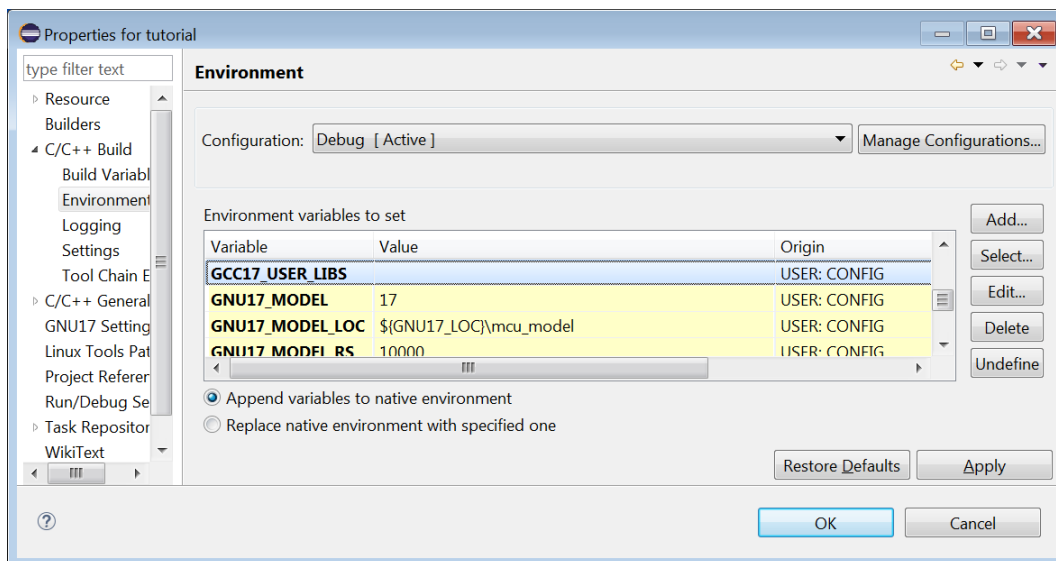 Properties for tutorial
type filter text
Resource
Builders
C/C++ Build
Build Variabl
Environment
Logging
Settings
Tool Chain E
C/C++ General
GNU17 Setting
Linux Tools Pat
Project Referen
Run/Debug Se
Task Repositor
WikiText
Environment
Configuration: Debug [ Active ] Manage Configurations...
Environment variables to set
Variable Value Origin
GCC17_USER_LIBS USER: CONFIG
GNU17_MODEL 17 USER: CONFIG
GNU17_MODEL_LOC ${GNU17_LOC}\mcu_model USER: CONFIG
GNU17_MODEL_RS 10000 USER: CONFIG
Add...
Select...
Edit...
Delete
Undefine
Append variables to native environment
Replace native environment with specified one
Restore Defaults Apply
OK Cancel